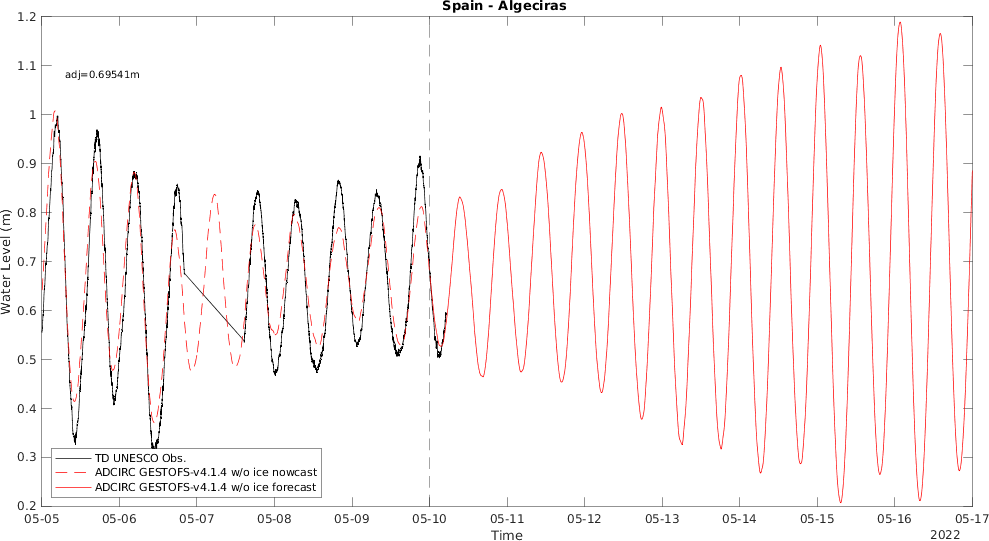 Spain - Algeciras
adj=0.69541m
Water Level (m)
1.2
1.1
1
0.9
0.8
0.7
0.6
0.5
0.4
0.3
0.2
TD UNESCO Obs.
ADCIRC GESTOFS-v4.1.4 w/o ice nowcast
ADCIRC GESTOFS-v4.1.4 w/o ice forecast
05-05 05-06 05-07 05-08 05-09 05-10 05-11 05-12 05-13 05-14 05-15 05-16 05-17
Time
2022